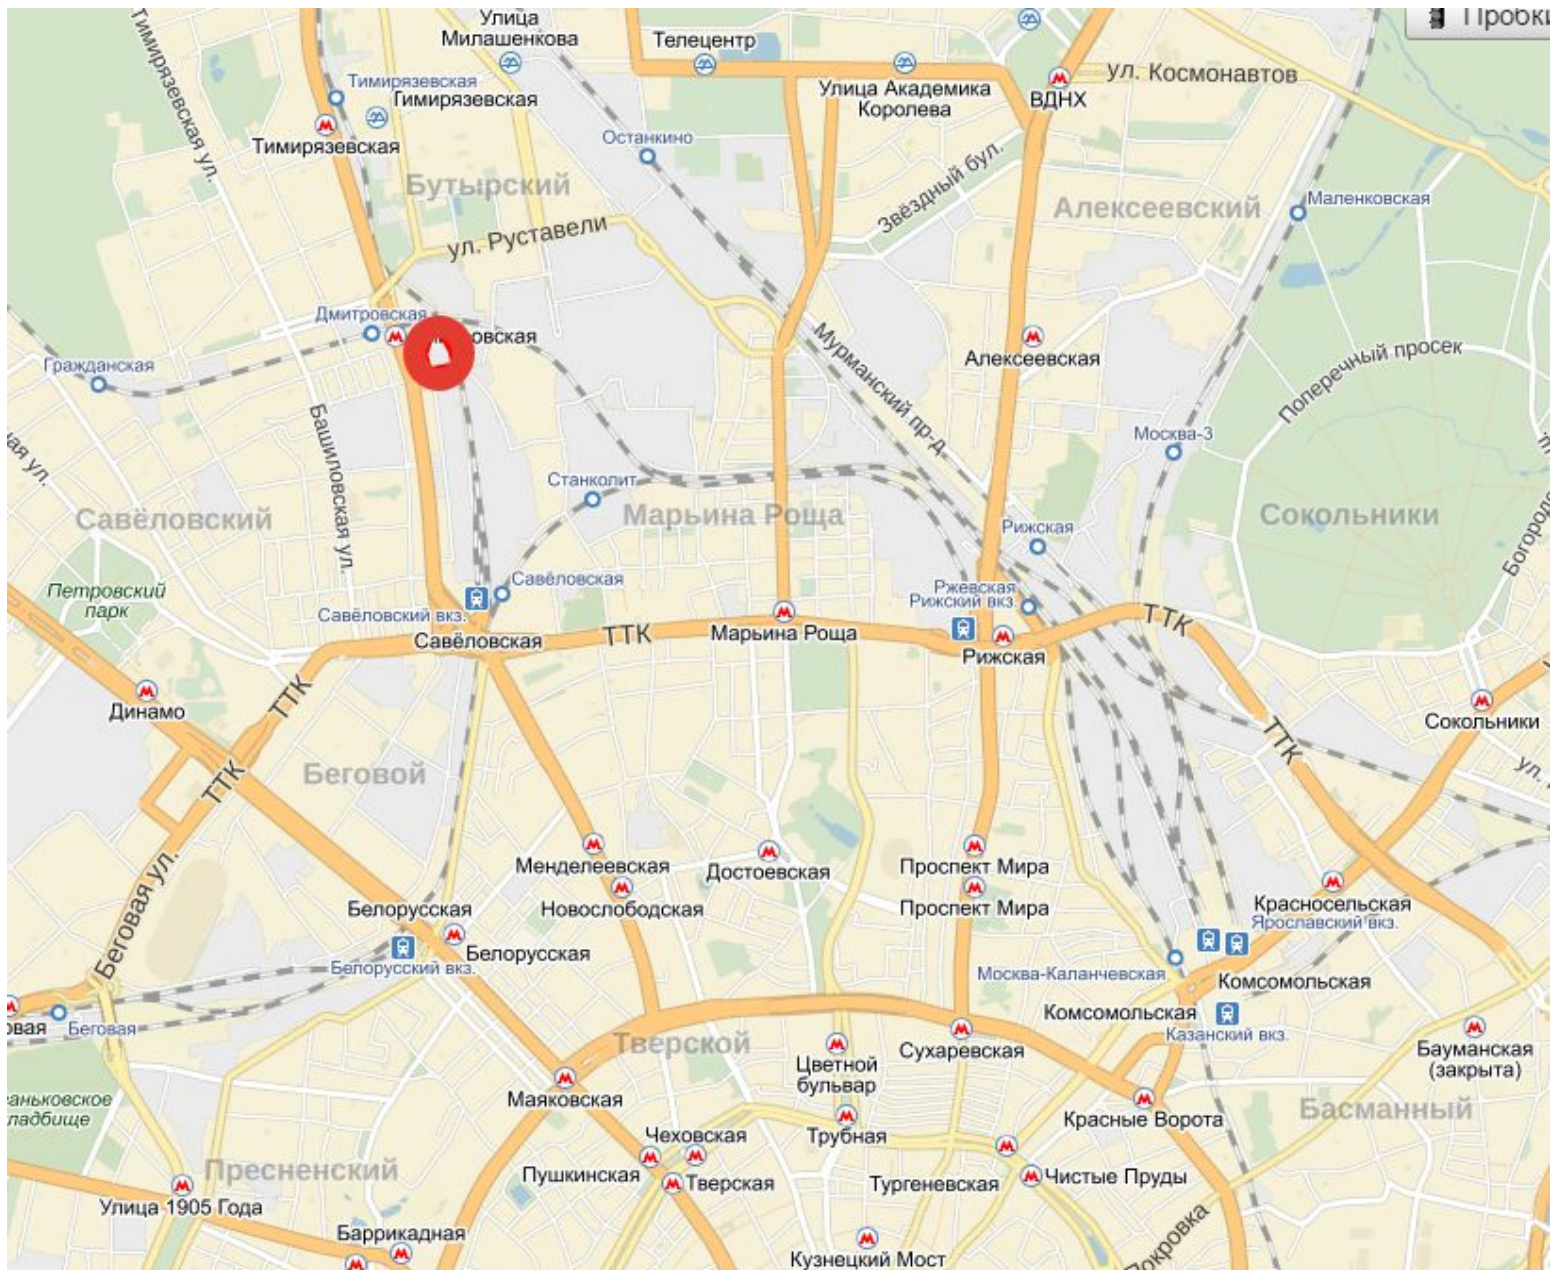 Пробки
Улица
Милашенкова
Телецентр
Тимирязевская ул.
Тимирязевская
Гимирязевская
Улица Академика
Королева
ВДНХ
ул. Космонавтов
Тимирязевская
Останкино
Бутырский
Звёздный бул.
Алексеевский
Маленковская
ул. Руставели
Дмитровская
Мурманский пр-д
Алексеевская
Поперечный просек
Гражданская
Башиловская ул.
Москва-3
ул.
Станколит
Савёловский
Марьина Роща
Рижская
Сокольники
Петровский
парк
Савёловская
Савёловский вкз.
Ржевская
Рижский вкз.
Савёловская
ТТК
Марьина Роща
Рижская
ТТК
Динамо
ТТК
Сокольники
ТТК
ТТК
ул.
Беговой
Менделеевская
Достоевская
Проспект Мира
Новослободская
Проспект Мира
Красносельская
Ярославский вкз.
Беговая ул.
Белорусская
Белорусская
Белорусский вкз.
Москва-Каланчевская
Комсомольская
Комсомольская
Казанский вкз.
Беговая
Тверской
Цветной
бульвар
Сухаревская
Бауманская
(закрыта)
Маяковская
Красные Ворота
Басманный
Чеховская
Трубная
Пресненский
Пушкинская
Тверская
Тургеневская
Чистые Пруды
Улица 1905 Года
Баррикадная
Кузнецкий Мост
Покровка